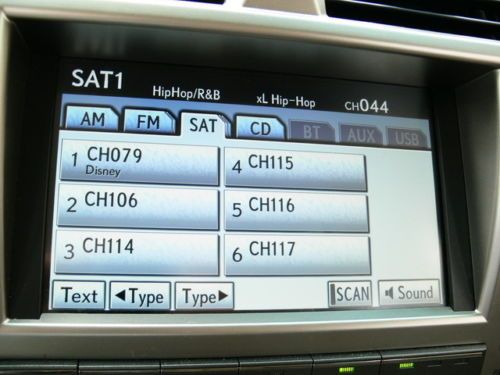 SAT1 HipHop/R&B xL Hip-Hop CH044
AM FM SAT CD BT AUX USB
1 CH079 4 CH115
Disney
2 CH106 5 CH116
3 CH114 6 CH117
Text ◀Type Type▶ SCAN Sound